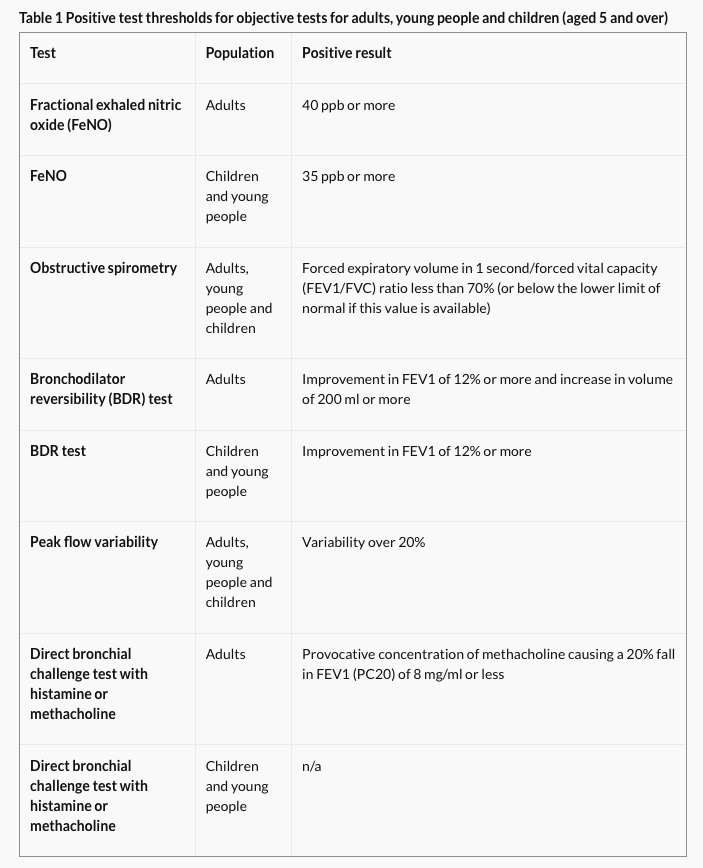 Table 1 Positive test thresholds for objective tests for adults, young people and children (aged 5 and over)
Test
Population
Positive result
Fractional exhaled nitric
oxide (FeNO)
Adults
40 ppb or more
FeNO
Children
and young
people
35 ppb or more
Obstructive spirometry
Adults,
young
people and
children
Forced expiratory volume in 1 second/forced vital capacity
(FEV1/FVC) ratio less than 70% (or below the lower limit of
normal if this value is available)
Bronchodilator
reversibility (BDR) test
Adults
Improvement in FEV1 of 12% or more and increase in volume
of 200 ml or more
BDR test
Children
and young
people
Improvement in FEV1 of 12% or more
Peak flow variability
Adults,
young
people and
children
Variability over 20%
Direct bronchial
challenge test with
histamine or
methacholine
Adults
Provocative concentration of methacholine causing a 20% fall
in FEV1 (PC20) of 8 mg/ml or less
Direct bronchial
challenge test with
histamine or
methacholine
Children
and young
people
n/a